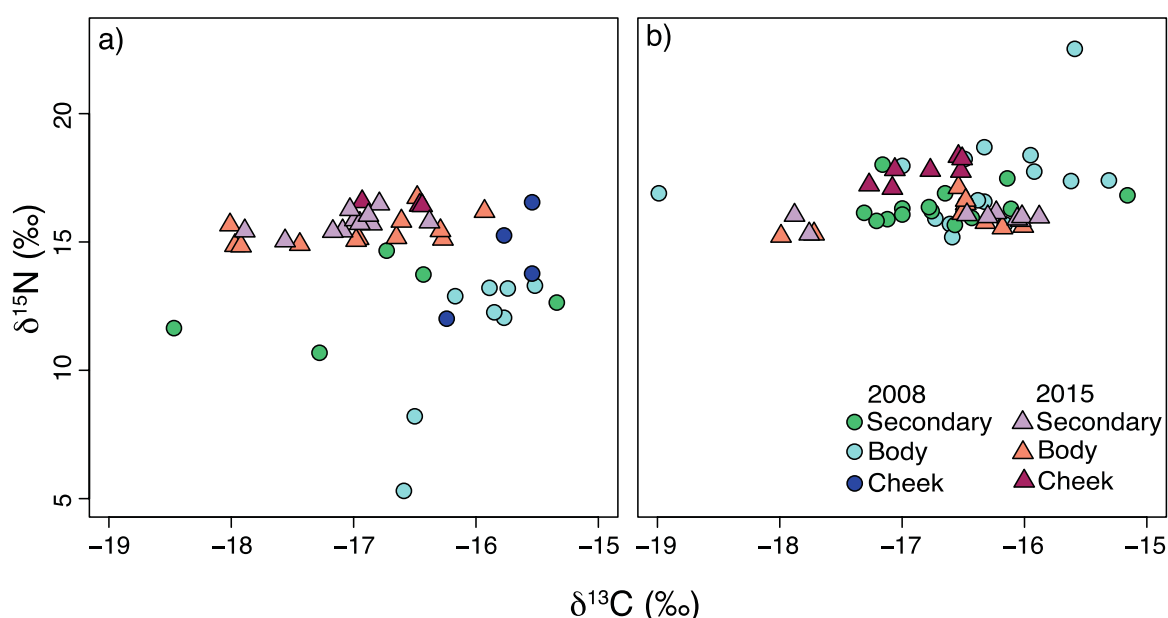 a)
b)
20
15
10
5
δ15N (‰)
2008
2015
Secondary
Secondary
Body
Body
Cheek
Cheek
−19
−18
−17
−16
−15
−19
−18
−17
−16
−15
δ13C (‰)